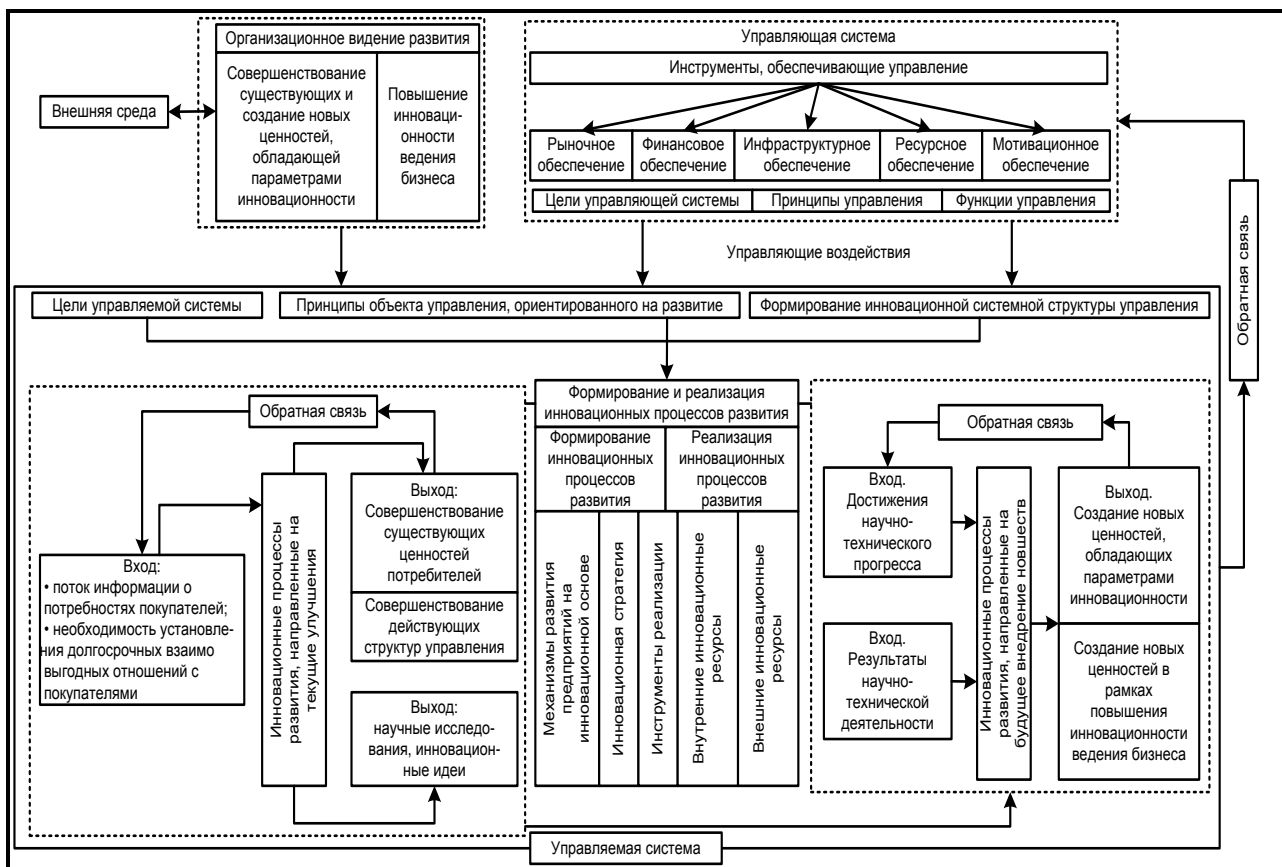 Организационное видение развития
Совершенствование
существующих и
создание новых
ценностей,
обладающей
параметрами
инновационности
Повышение
инноваци-
онности
ведения
бизнеса
Внешняя среда
Управляющая система
Инструменты, обеспечивающие управление
Рыночное
обеспечение
Финансовое
обеспечение
Инфраструктурное
обеспечение
Ресурсное
обеспечение
Мотивационное
обеспечение
Цели управляющей системы
Принципы управления
Функции управления
Управляющие воздействия
Обратная связь
Цели управляемой системы
Принципы объекта управления, ориентированного на развитие
Формирование инновационной системной структуры управления
Обратная связь
Вход:
• поток информации о
потребностях покупателей;
• необходимость установле-
ния долгосрочных взаимо
выгодных отношений с
покупателями
Инновационные процессы
развития, направленные на
текущие улучшения
Выход:
Совершенствование
существующих
ценностей
потребителей
Совершенствование
действующих
структур управления
Выход:
научные исследо-
вания, инновацион-
ные идеи
Формирование и реализация
инновационных процессов развития
Формирование
инновационных
процессов
развития
Реализация
инновационных
процессов
развития
Механизмы развития
предприятий на
инновационной основе
Инновационная стратегия
Инструменты реализации
Внутренние инновационные
ресурсы
Внешние инновационные
ресурсы
Обратная связь
Вход.
Достижения
научно-
технического
прогресса
Вход.
Результаты
научно-
технической
деятельности
Инновационные процессы
развития, направленные на
будущее внедрение новшеств
Выход.
Создание новых
ценностей,
обладающих
параметрами
инновационности
Создание новых
ценностей в
рамках
повышения
инновационности
ведения бизнеса
Управляемая система